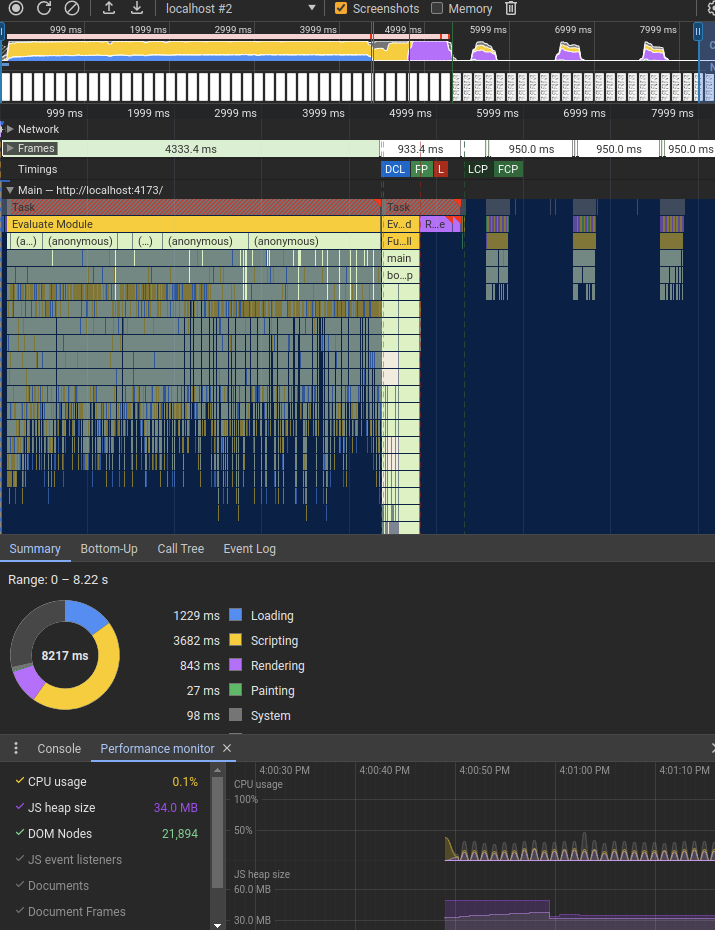 localhost #2 Screenshots Memory
999 ms 1999 ms 2999 ms 3999 ms 4999 ms 5999 ms 6999 ms 7999 ms
999 ms 1999 ms 2999 ms 3999 ms 4999 ms 5999 ms 6999 ms 7999 ms
Network
Frames 4333.4 ms 933.4 ms 950.0 ms 950.0 ms 950.0 ms
Timings DCL FP L LCP FCP
Main — http://localhost:4173/
Task Task
Evaluate Module Ev…d R…e
(a…) (anonymous) (…) (anonymous) (anonymous) Fu…ll
main
bo…p
Summary Bottom-Up Call Tree Event Log
Range: 0 – 8.22 s
8217 ms
1229 ms Loading
3682 ms Scripting
843 ms Rendering
27 ms Painting
98 ms System
Console Performance monitor
CPU usage 0.1%
JS heap size 34.0 MB
DOM Nodes 21,894
JS event listeners
Documents
Document Frames
4:00:30 PM 4:00:40 PM 4:00:50 PM 4:01:00 PM 4:01:10 PM
CPU usage
100%
50%
JS heap size
60.0 MB
30.0 MB